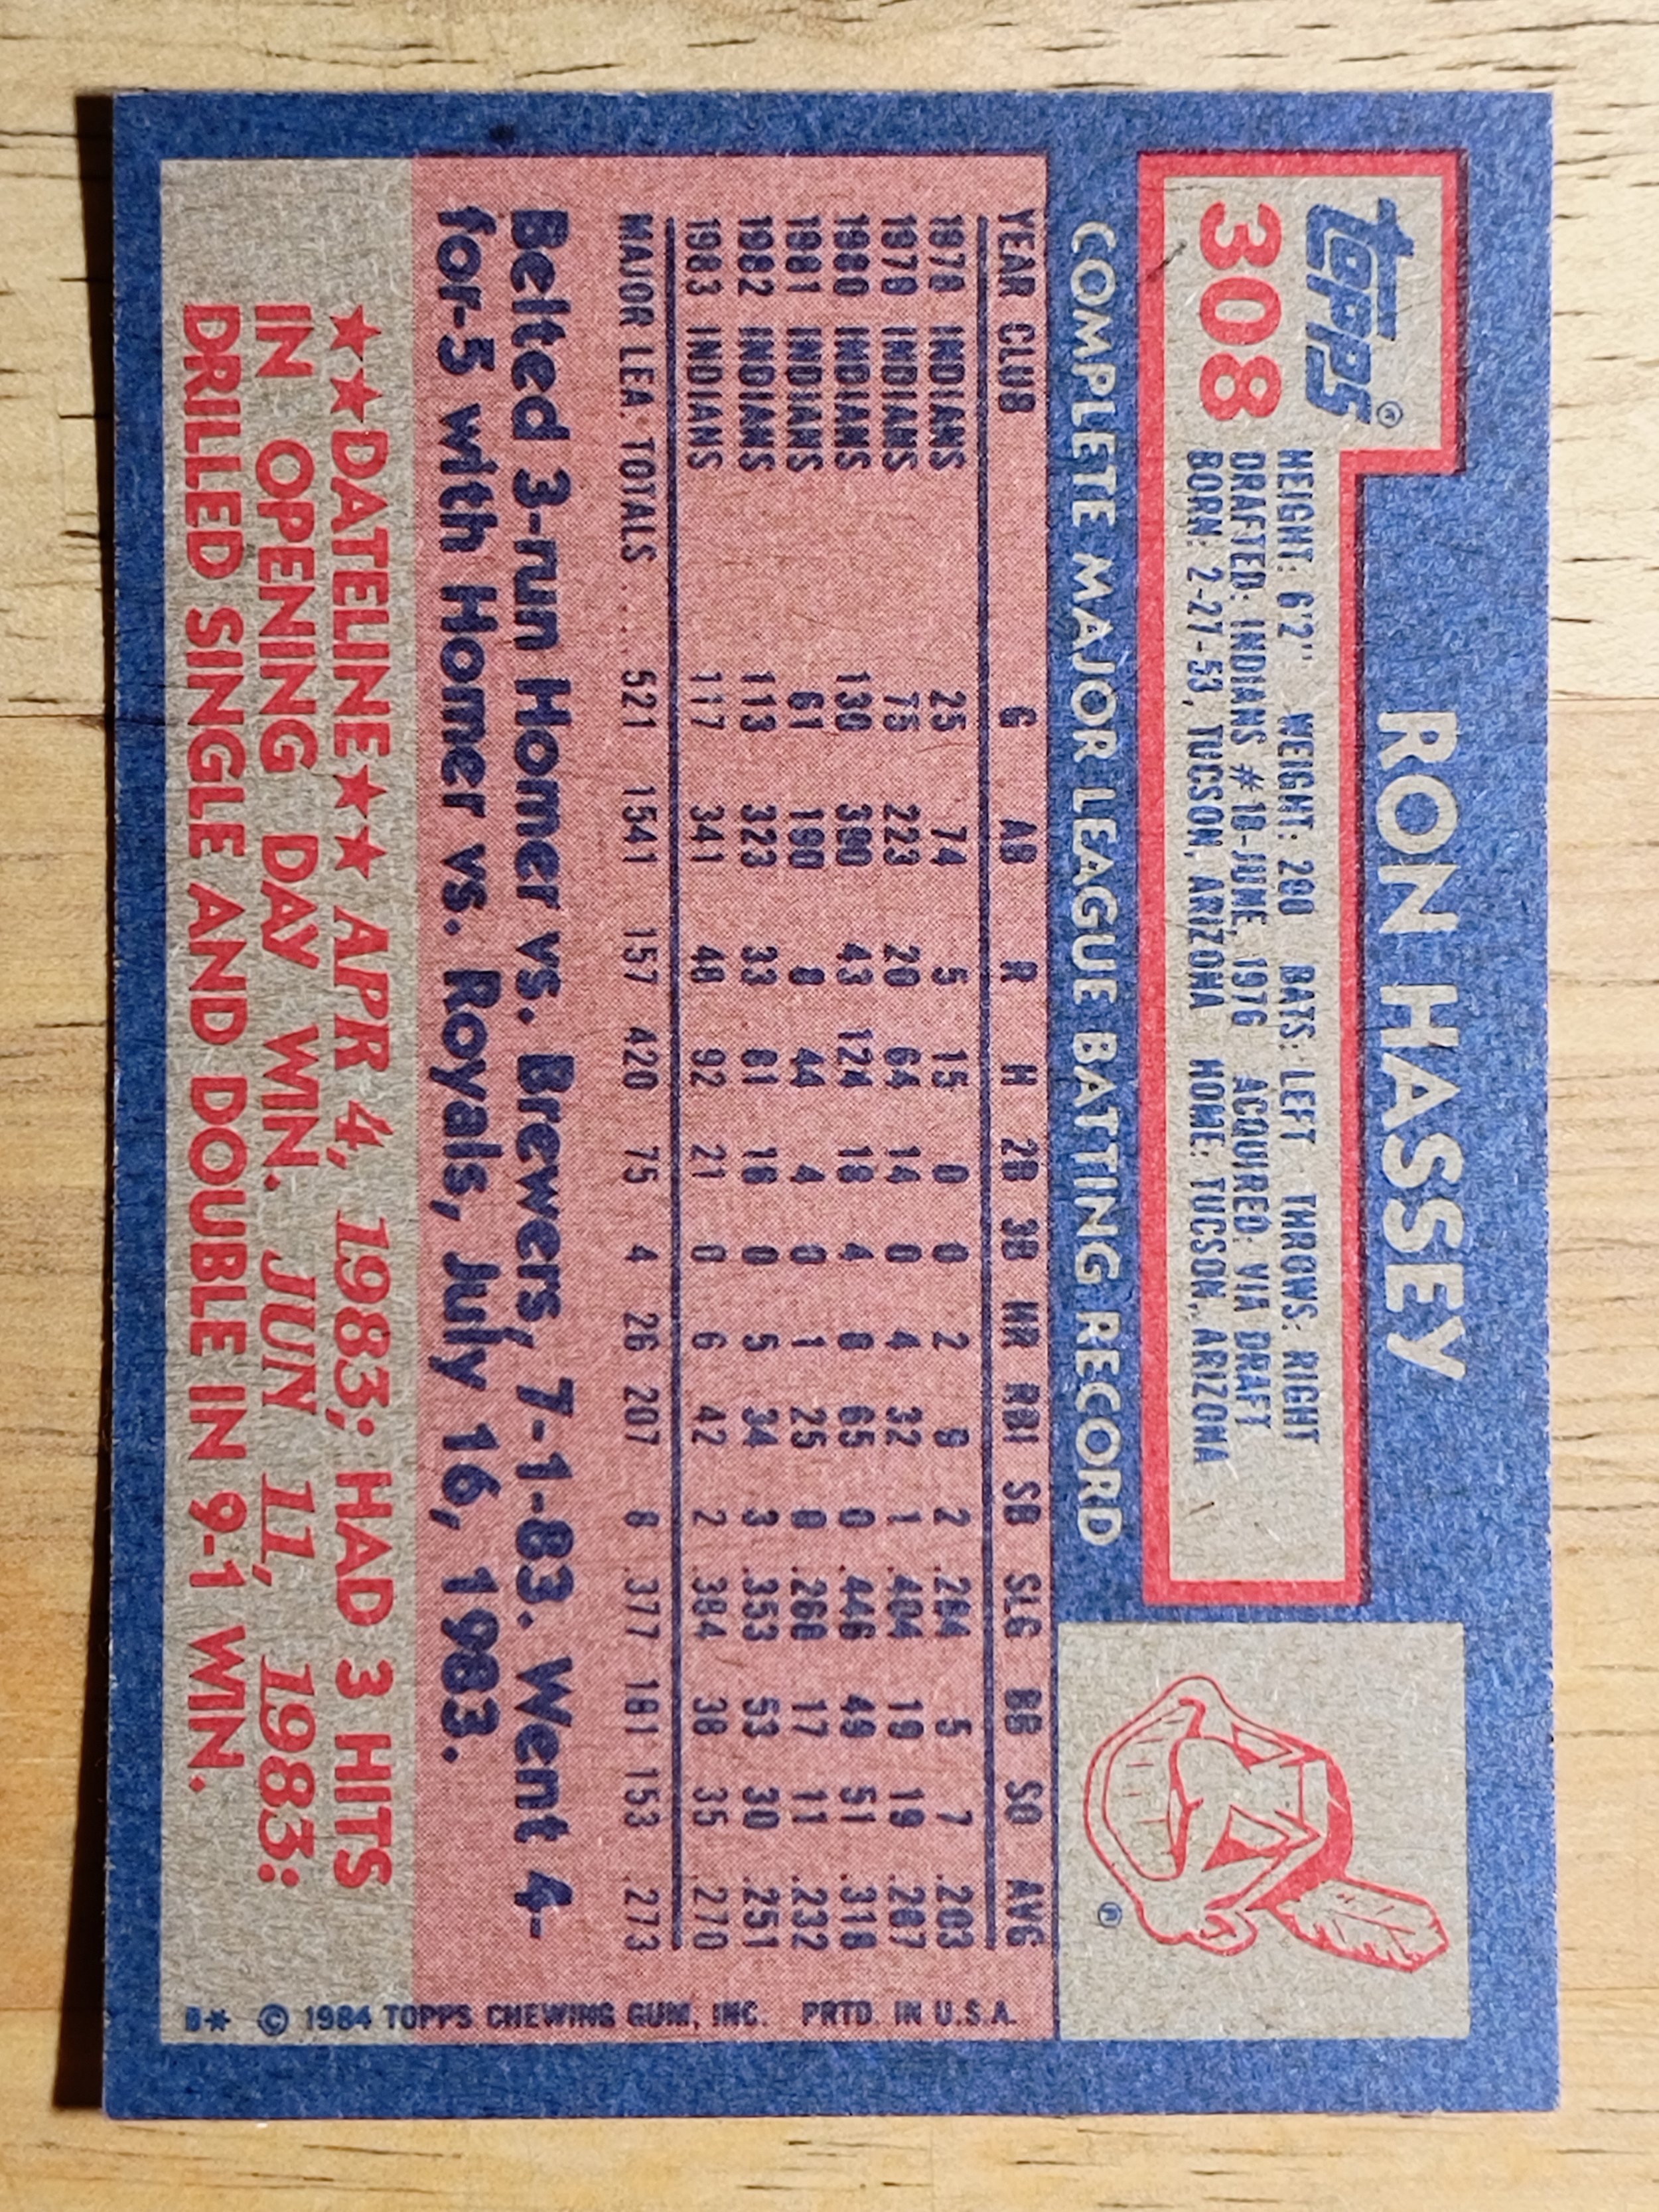 RON HASSEY
topps®
308
HEIGHT: 6'2" WEIGHT: 200 BATS: LEFT THROWS: RIGHT
DRAFTED: INDIANS #18-JUNE, 1976 ACQUIRED: VIA DRAFT
BORN: 2-27-53, TUCSON, ARIZONA HOME: TUCSON, ARIZONA
®
COMPLETE MAJOR LEAGUE BATTING RECORD
YEAR CLUB G AB R H 2B 3B HR RBI SB SLG BB SO AVG
1978 INDIANS 25 74 5 15 0 0 2 9 2 .284 5 7 .203
1979 INDIANS 75 223 20 64 14 0 4 32 1 .404 19 19 .287
1980 INDIANS 130 390 43 124 18 4 8 65 0 .446 49 51 .318
1981 INDIANS 61 190 8 44 4 0 1 25 0 .268 17 11 .232
1982 INDIANS 113 323 33 81 18 0 5 34 3 .353 53 30 .251
1983 INDIANS 117 341 48 92 21 0 6 42 2 .384 38 35 .270
MAJOR LEA. TOTALS .... 521 1541 157 420 75 4 26 207 8 .377 181 153 .273
Belted 3-run Homer vs. Brewers, 7-1-83. Went 4-
for-5 with Homer vs. Royals, July 16, 1983.
★★DATELINE★★ APR 4, 1983: HAD 3 HITS
IN OPENING DAY WIN. JUN 11, 1983:
DRILLED SINGLE AND DOUBLE IN 9-1 WIN.
B* © 1984 TOPPS CHEWING GUM, INC. PRTD. IN U.S.A.